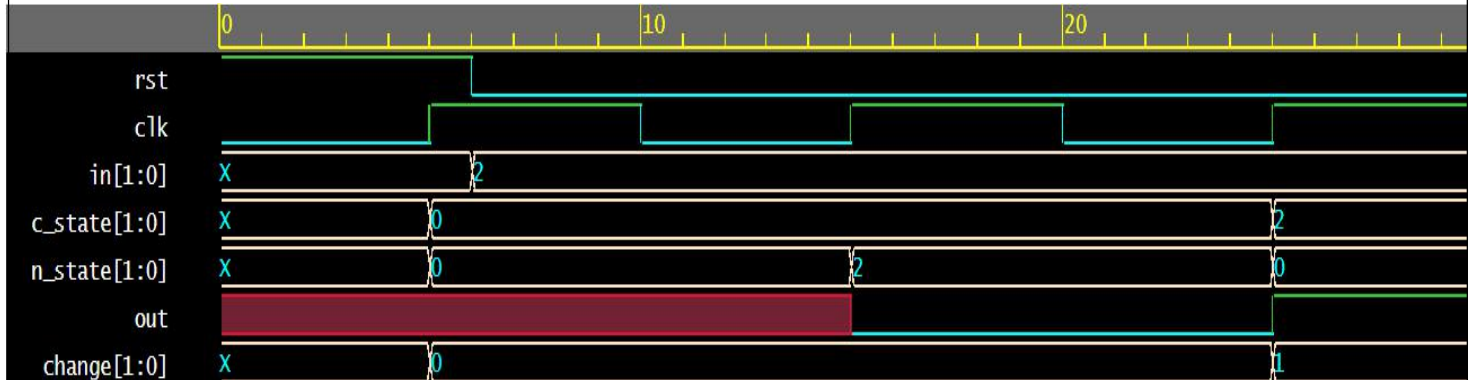 0 10 20
rst
clk
in[1:0] X 2
c_state[1:0] X 0 2
n_state[1:0] X 0 2 0
out
change[1:0] X 0 1